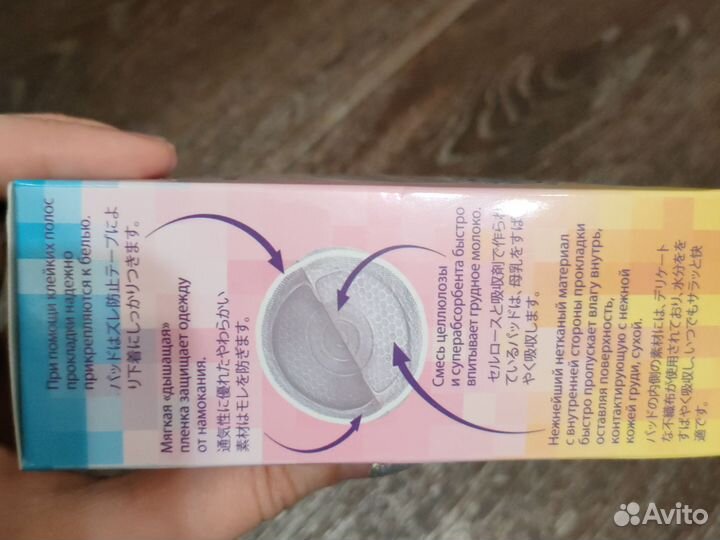 При помощи клейких полос
прокладки надежно
прикрепляются к белью.
パッドはズレ防止テープによ
り下着にしっかりつきます。
Мягкая «дышащая»
пленка защищает одежду
от намокания.
通気性に優れたやわらかい
素材はモレを防ぎます。
Смесь целлюлозы
и суперабсорбента быстро
впитывает грудное молоко.
セルロースと吸収剤で作られ
ているパッドは、母乳をすば
やく吸収します。
Нежнейший нетканый материал
с внутренней стороны прокладки
быстро пропускает влагу внутрь,
оставляя поверхность,
контактирующую с нежной
кожей груди, сухой.
パッドの内側の素材には、デリケート
な不織布が使用されており、水分をを
すばやく吸収し、いつでもサラッと快
適です。
Avito